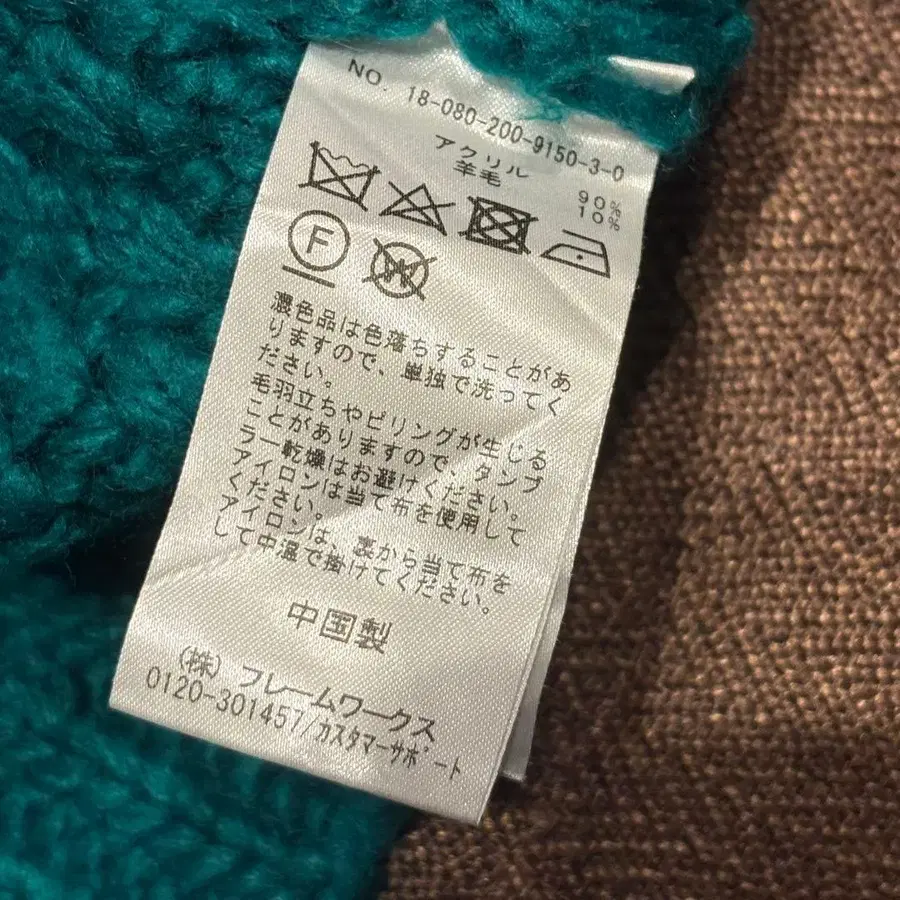 NO. 18-080-200-9150-3-0
アクリル 90%
羊毛 10%
F
W
濃色品は色落ちすることがあ
りますので、単独で洗ってく
ださい。
毛羽立ちやピリングが生じる
ことがありますので、タンブ
ラー乾燥はお避けください。
アイロンは当て布を使用して
ください。
アイロンは、裏から当て布を
して中温で掛けてください。
中国製
(株)フレームワークス
0120-301457/カスタマーサポート